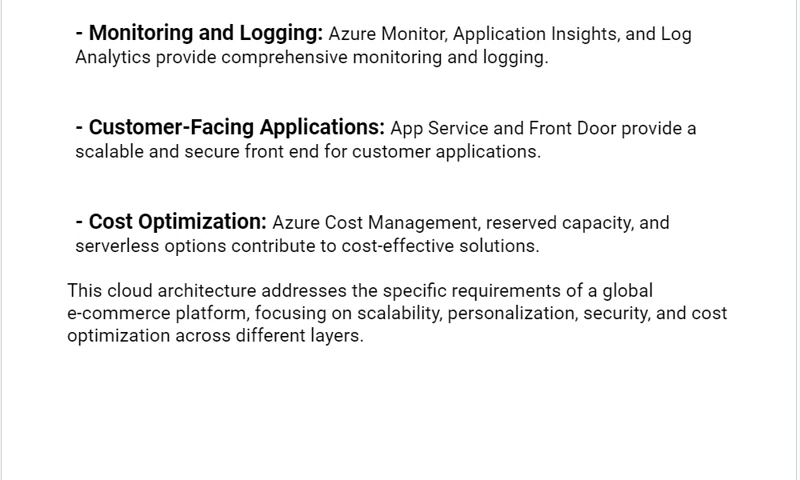 - Monitoring and Logging: Azure Monitor, Application Insights, and Log
Analytics provide comprehensive monitoring and logging.
- Customer-Facing Applications: App Service and Front Door provide a
scalable and secure front end for customer applications.
- Cost Optimization: Azure Cost Management, reserved capacity, and
serverless options contribute to cost-effective solutions.
This cloud architecture addresses the specific requirements of a global
e-commerce platform, focusing on scalability, personalization, security, and cost
optimization across different layers.